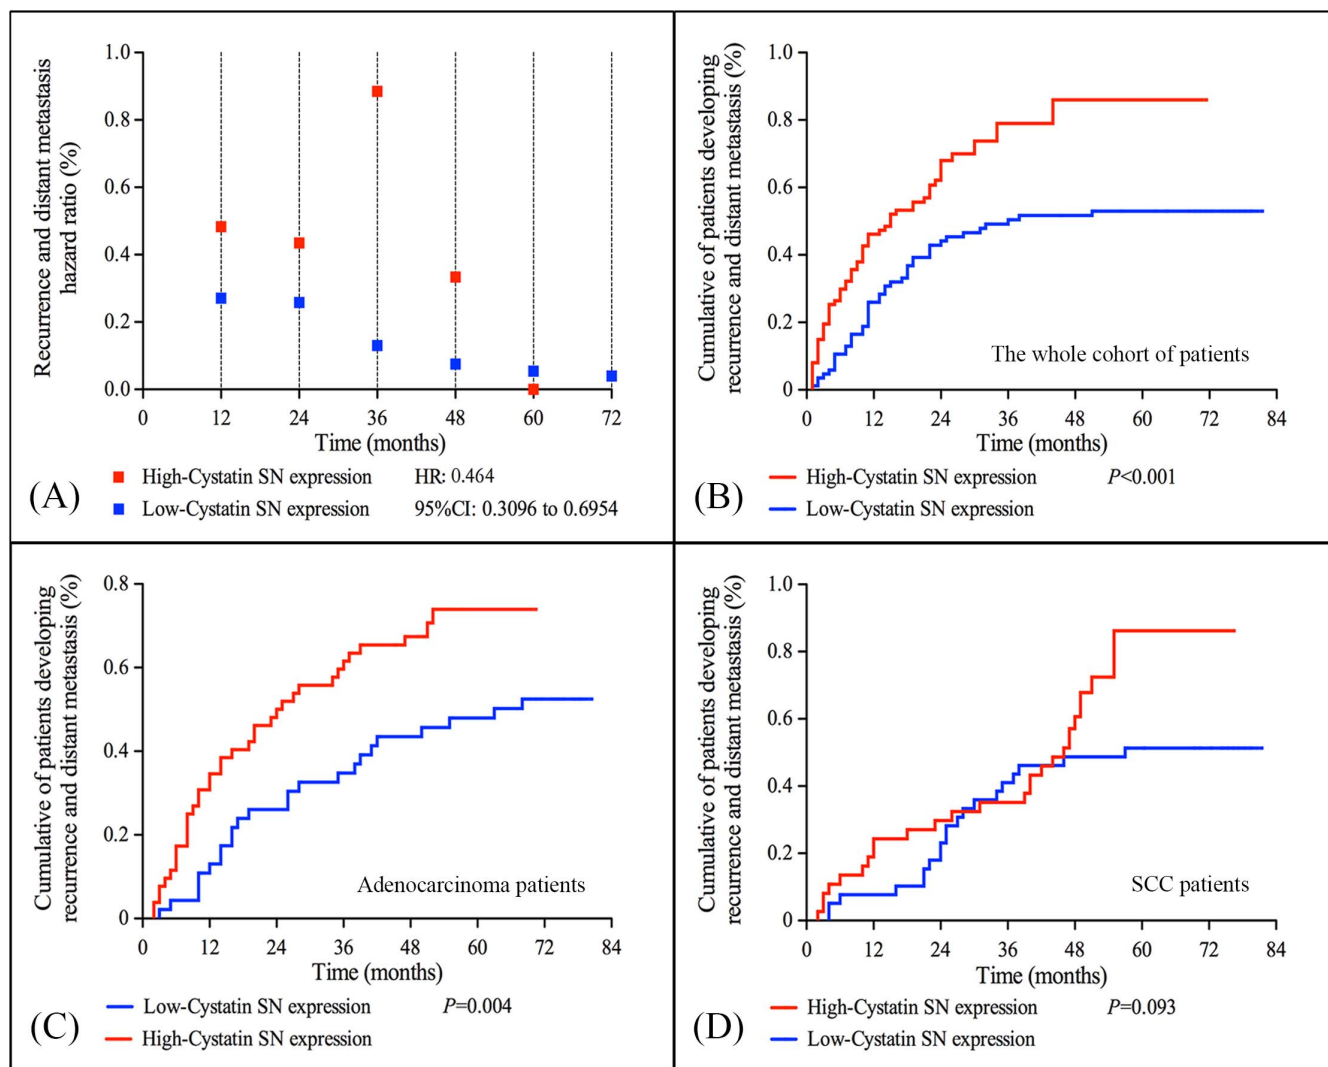 Recurrence and distant metastasis
hazard ratio (%)
1.0
0.8
0.6
0.4
0.2
0.0
0 12 24 36 48 60 72
Time (months)
High-Cystatin SN expression HR: 0.464
Low-Cystatin SN expression 95%CI: 0.3096 to 0.6954
(A)
Cumulative of patients developing
recurrence and distant metastasis (%)
1.0
0.8
0.6
0.4
0.2
0
The whole cohort of patients
0 12 24 36 48 60 72 84
Time (months)
High-Cystatin SN expression P<0.001
Low-Cystatin SN expression
(B)
Cumulative of patients developing
recurrence and distant metastasis (%)
0.8
0.6
0.4
0.2
0
Adenocarcinoma patients
0 12 24 36 48 60 72 84
Time (months)
Low-Cystatin SN expression P=0.004
High-Cystatin SN expression
(C)
Cumulative of patients developing
recurrence and distant metastasis (%)
1.0
0.8
0.6
0.4
0.2
0
SCC patients
0 12 24 36 48 60 72 84
Time (months)
High-Cystatin SN expression P=0.093
Low-Cystatin SN expression
(D)